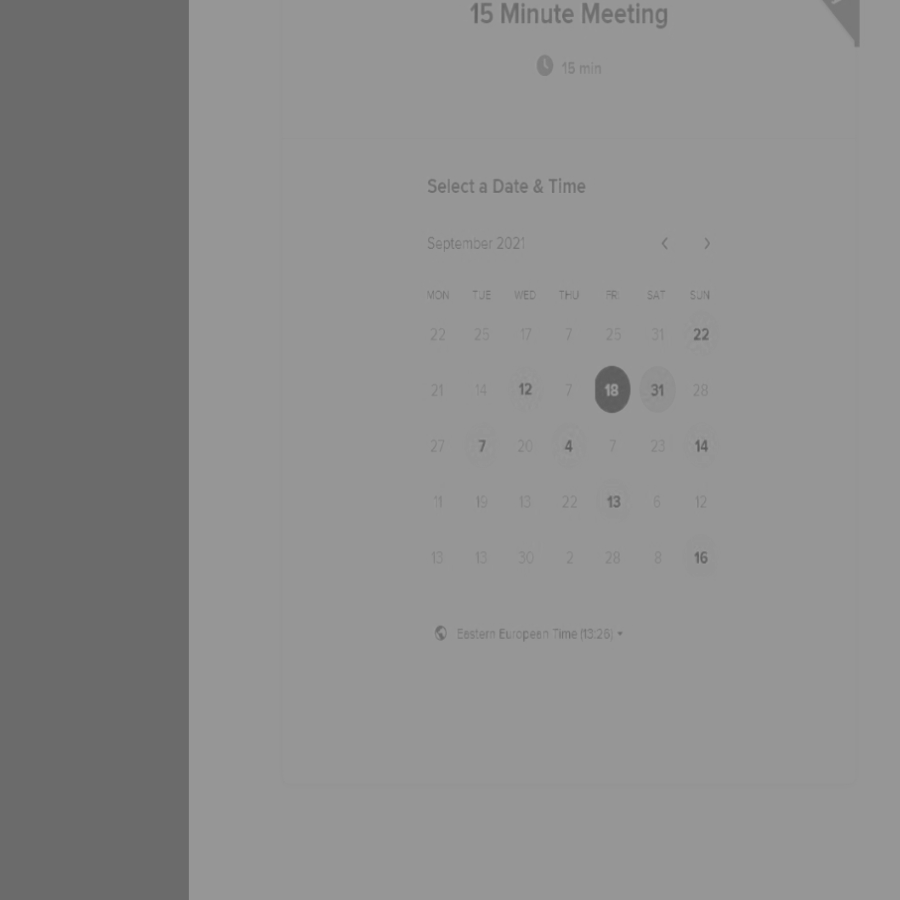 15 Minute Meeting
15 min
Select a Date & Time
September 2021
MON TUE WED THU FRI SAT SUN
22 25 17 7 25 31 22
21 14 12 7 18 31 28
27 7 20 4 7 23 14
11 19 13 22 13 6 12
13 13 30 2 28 8 16
Eastern European Time (13:26)